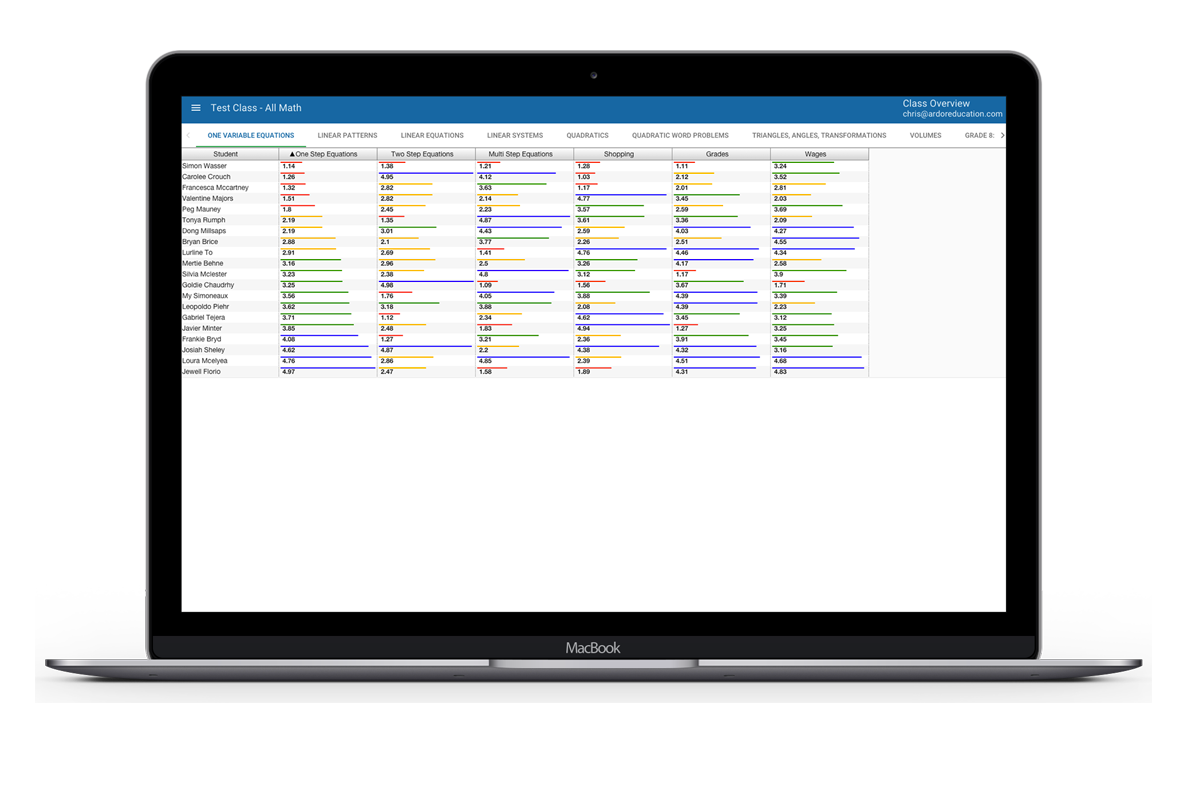 Test Class - All Math
Class Overview
chris@ardoreducation.com
ONE VARIABLE EQUATIONS LINEAR PATTERNS LINEAR EQUATIONS LINEAR SYSTEMS QUADRATICS QUADRATIC WORD PROBLEMS TRIANGLES, ANGLES, TRANSFORMATIONS VOLUMES GRADE 8:
Student ▲One Step Equations Two Step Equations Multi Step Equations Shopping Grades Wages
Simon Wasser 1.14 1.38 1.21 1.28 1.11 3.24
Carolee Crouch 1.26 4.95 4.12 1.03 2.12 3.52
Francesca Mccartney 1.32 2.82 3.63 1.17 2.01 2.81
Valentine Majors 1.51 2.82 2.14 4.77 3.45 2.03
Peg Mauney 1.8 2.45 2.23 3.57 2.59 3.69
Tonya Rumph 2.19 1.35 4.87 3.61 3.36 2.09
Dong Millsaps 2.19 3.01 4.43 2.59 4.03 4.27
Bryan Brice 2.88 2.1 3.77 2.26 2.51 4.55
Lurline To 2.91 2.69 1.41 4.76 4.46 4.34
Mertie Behne 3.16 2.96 2.5 3.26 4.17 2.58
Silvia Mclester 3.23 2.38 4.8 3.12 1.17 3.9
Goldie Chaudrhy 3.25 4.98 1.09 1.56 3.67 1.71
My Simoneaux 3.56 1.76 4.05 3.88 4.39 3.39
Leopoldo Piehr 3.62 3.18 3.88 2.08 4.39 2.23
Gabriel Tejera 3.71 1.12 2.34 4.62 3.45 3.12
Javier Minter 3.85 2.48 1.83 4.94 1.27 3.25
Frankie Bryd 4.08 1.27 3.21 2.36 3.91 3.45
Josiah Sheley 4.62 4.87 2.2 4.38 4.32 3.16
Loura Mcelyea 4.76 2.86 4.85 2.39 4.51 4.68
Jewell Florio 4.97 2.47 1.58 1.89 4.31 4.83
MacBook